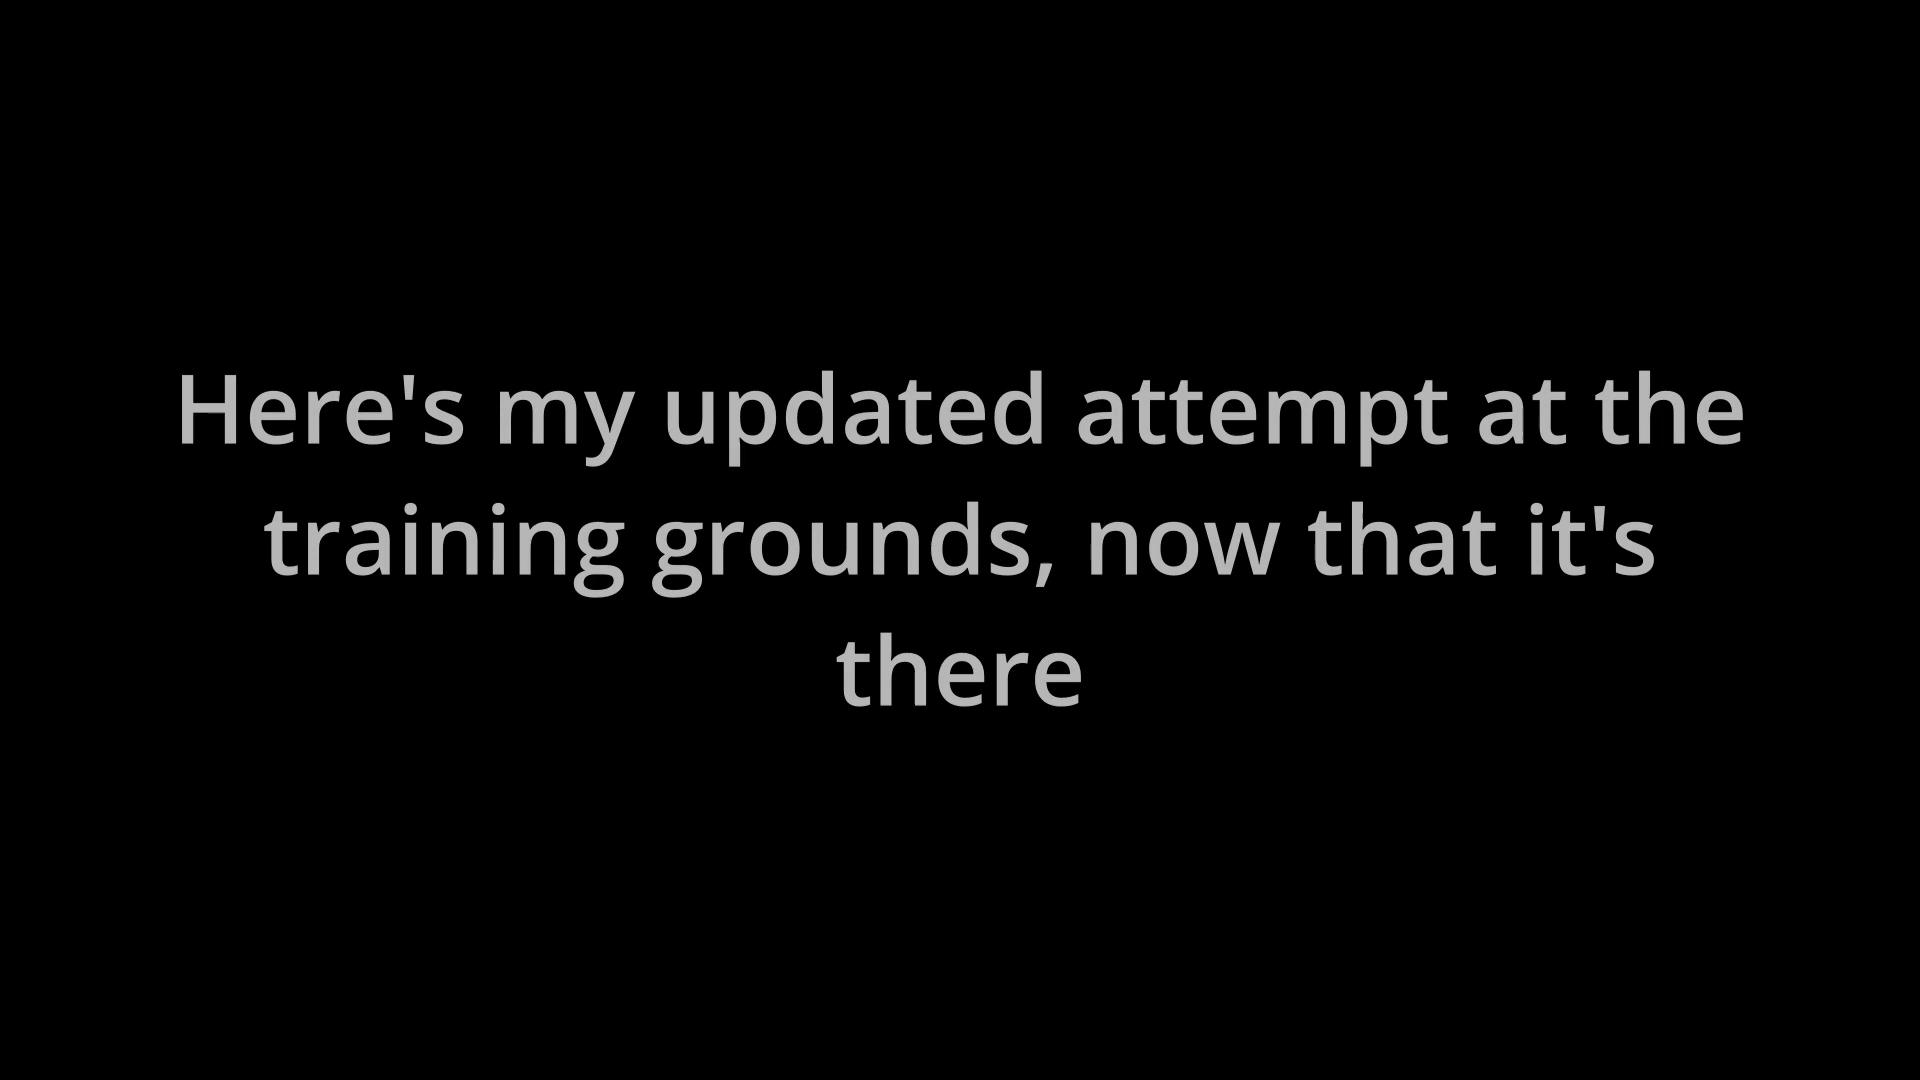 Here's my updated attempt at the
training grounds, now that it's
there